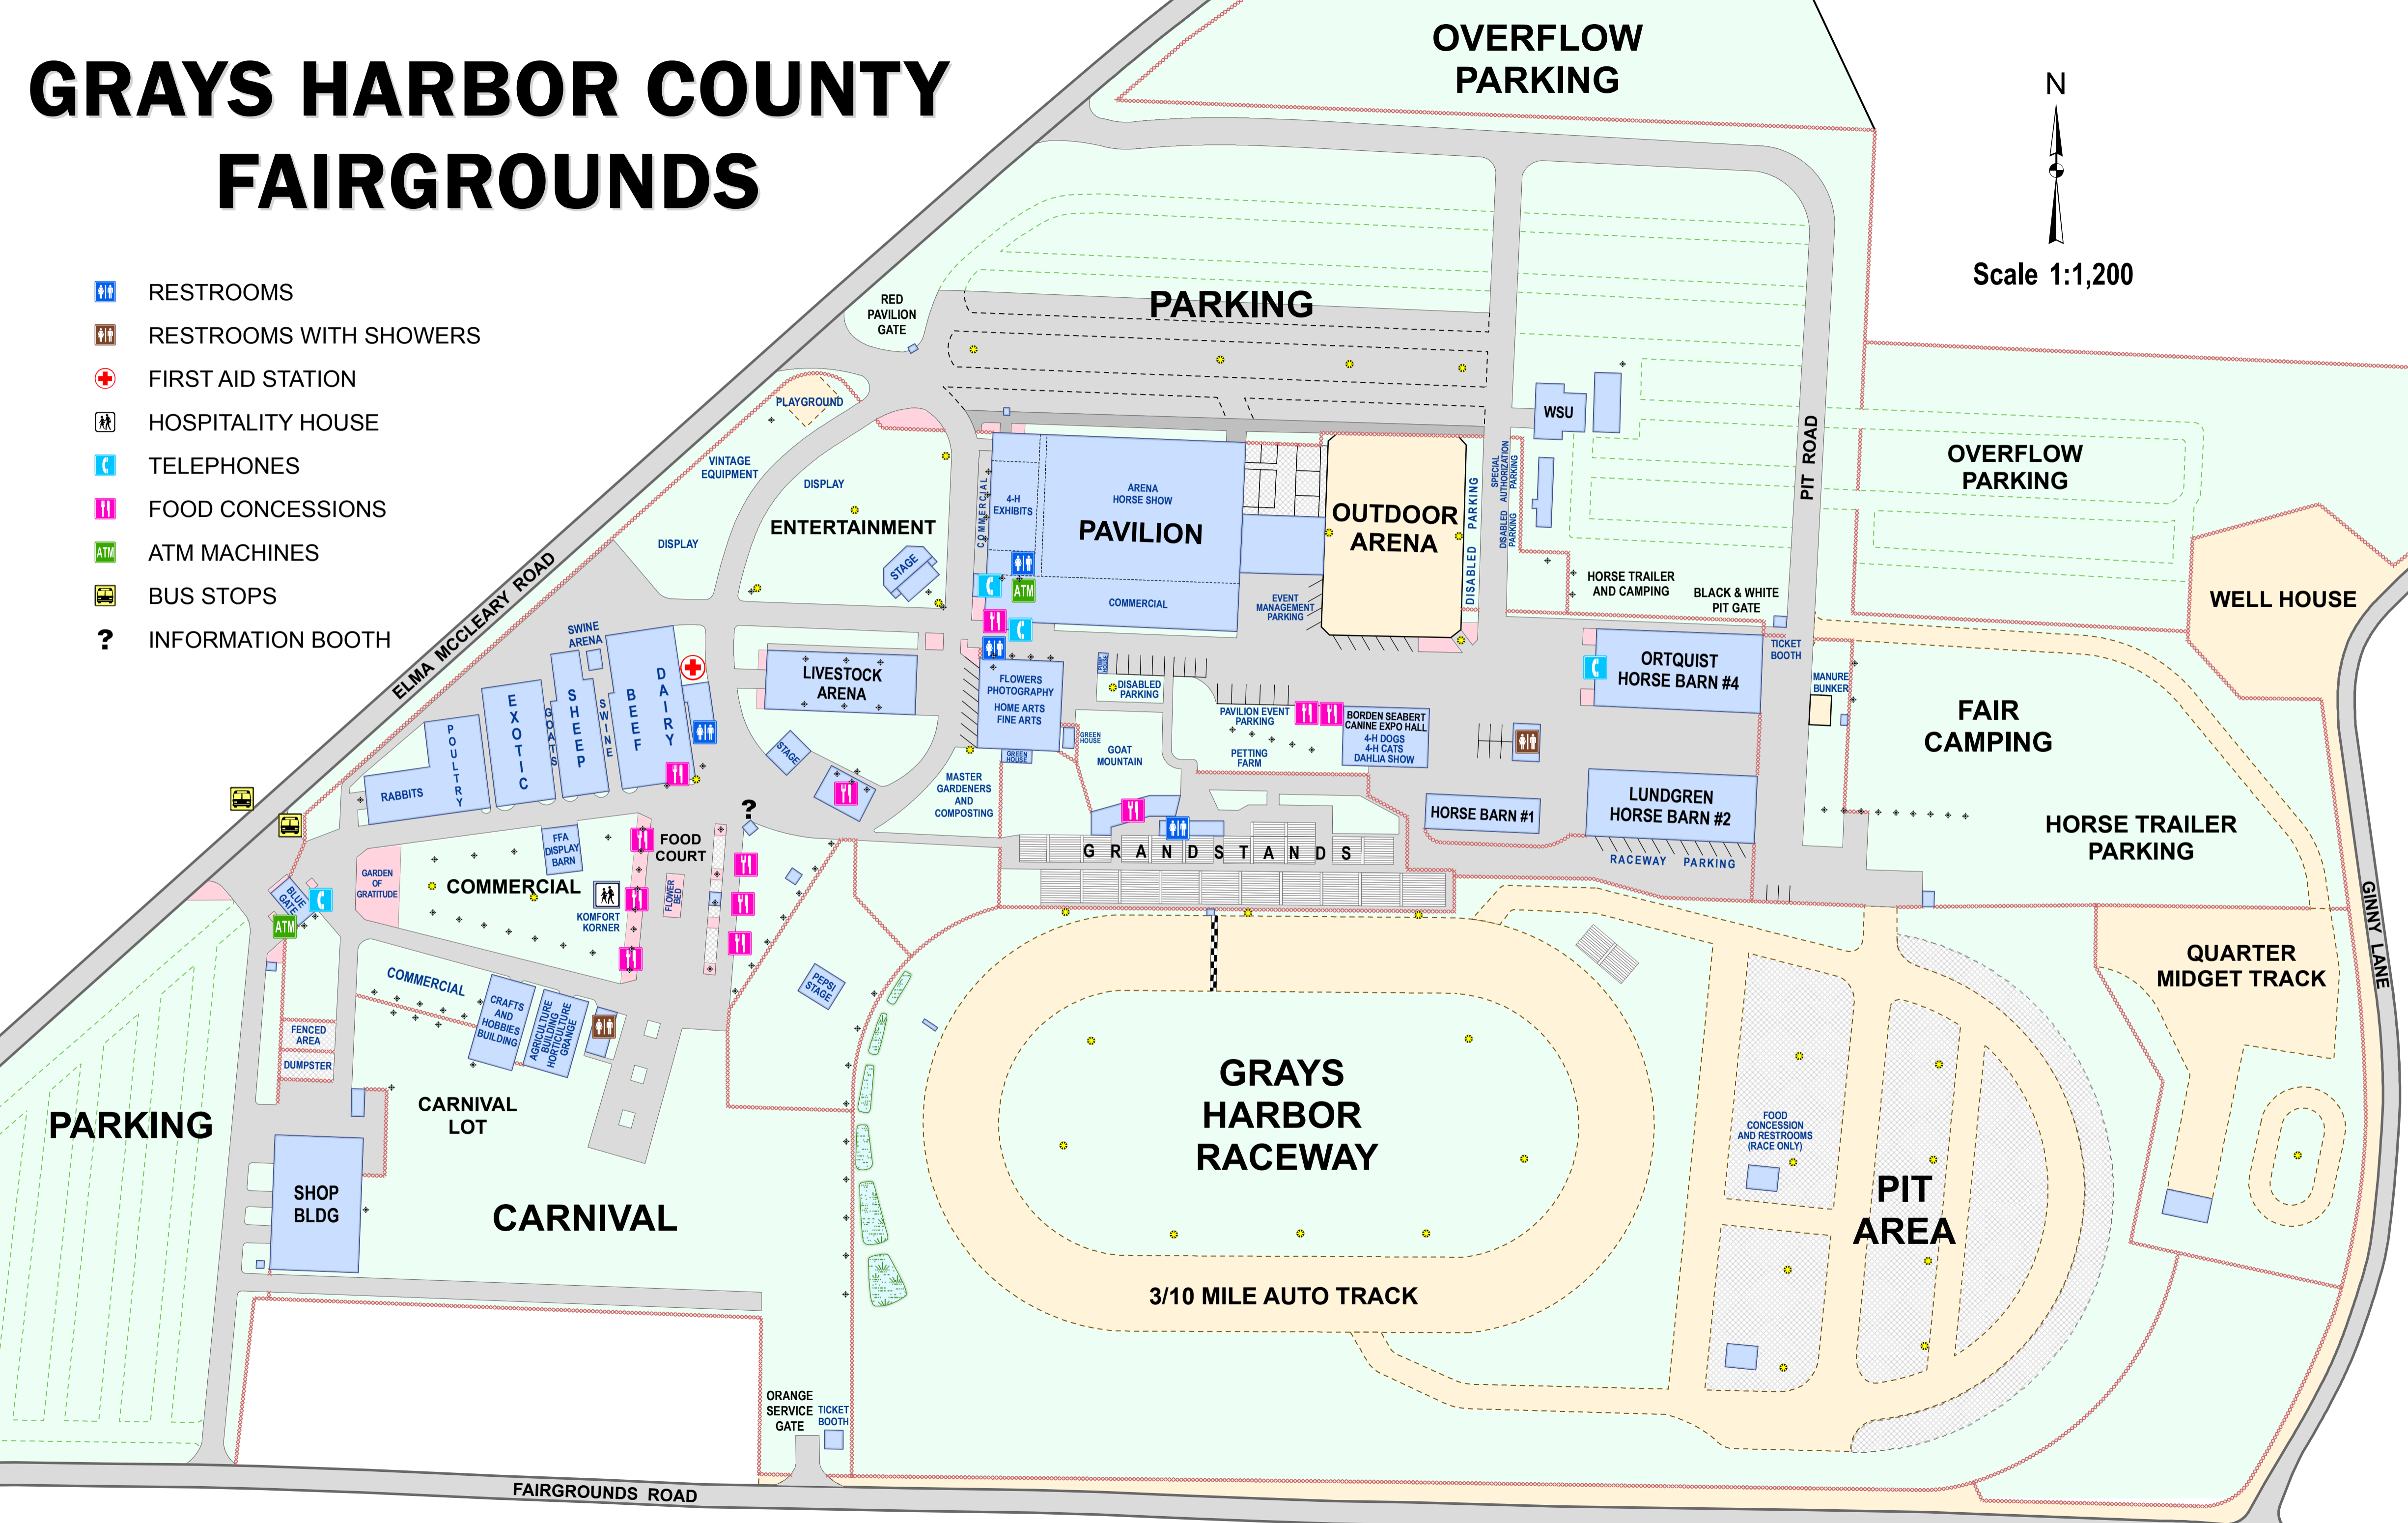 GRAYS HARBOR COUNTY
FAIRGROUNDS
RESTROOMS
RESTROOMS WITH SHOWERS
FIRST AID STATION
HOSPITALITY HOUSE
TELEPHONES
FOOD CONCESSIONS
ATM
ATM MACHINES
BUS STOPS
?
INFORMATION BOOTH
OVERFLOW
PARKING
N
Scale 1:1,200
RED
PAVILION
GATE
PARKING
PLAYGROUND
VINTAGE
EQUIPMENT
DISPLAY
DISPLAY
ENTERTAINMENT
STAGE
ELMA MCCLEARY ROAD
COMMERCIAL
4-H
EXHIBITS
ARENA
HORSE SHOW
PAVILION
COMMERCIAL
ATM
OUTDOOR
ARENA
DISABLED PARKING
SPECIAL
AUTHORIZATION
PARKING
DISABLED
PARKING
WSU
PIT ROAD
OVERFLOW
PARKING
WELL HOUSE
EVENT
MANAGEMENT
PARKING
HORSE TRAILER
AND CAMPING
BLACK & WHITE
PIT GATE
TICKET
BOOTH
SWINE
ARENA
DAIRY
BEEF
SWINE
SHEEP
GOATS
EXOTIC
POULTRY
RABBITS
LIVESTOCK
ARENA
STAGE
FLOWERS
PHOTOGRAPHY
HOME ARTS
FINE ARTS
GREEN
HOUSE
GREEN
HOUSE
PUMP
HOUSE
DISABLED
PARKING
GOAT
MOUNTAIN
PAVILION EVENT
PARKING
PETTING
FARM
BORDEN SEABERT
CANINE EXPO HALL
4-H DOGS
4-H CATS
DAHLIA SHOW
ORTQUIST
HORSE BARN #4
MANURE
BUNKER
FAIR
CAMPING
HORSE BARN #1
LUNDGREN
HORSE BARN #2
RACEWAY PARKING
HORSE TRAILER
PARKING
GINNY LANE
MASTER
GARDENERS
AND
COMPOSTING
GRANDSTANDS
?
FFA
DISPLAY
BARN
FOOD
COURT
FLOWER
BED
GARDEN
OF
GRATITUDE
COMMERCIAL
KOMFORT
KORNER
BLUE
GATE
ATM
COMMERCIAL
CRAFTS
AND
HOBBIES
BUILDING
AGRICULTURE
BUILDING
HORTICULTURE
GRANGE
PEPSI
STAGE
FENCED
AREA
DUMPSTER
CARNIVAL
LOT
PARKING
SHOP
BLDG
CARNIVAL
GRAYS
HARBOR
RACEWAY
3/10 MILE AUTO TRACK
FOOD
CONCESSION
AND RESTROOMS
(RACE ONLY)
PIT
AREA
QUARTER
MIDGET TRACK
ORANGE
SERVICE
GATE
TICKET
BOOTH
FAIRGROUNDS ROAD